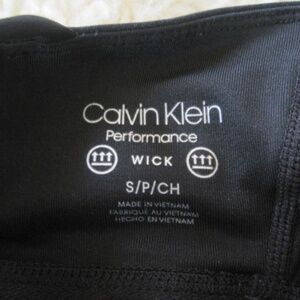 Calvin Klein
Performance
WICK
S/P/CH
MADE IN VIETNAM
FABRIQUÉ AU VIETNAM
HECHO EN VIETNAM